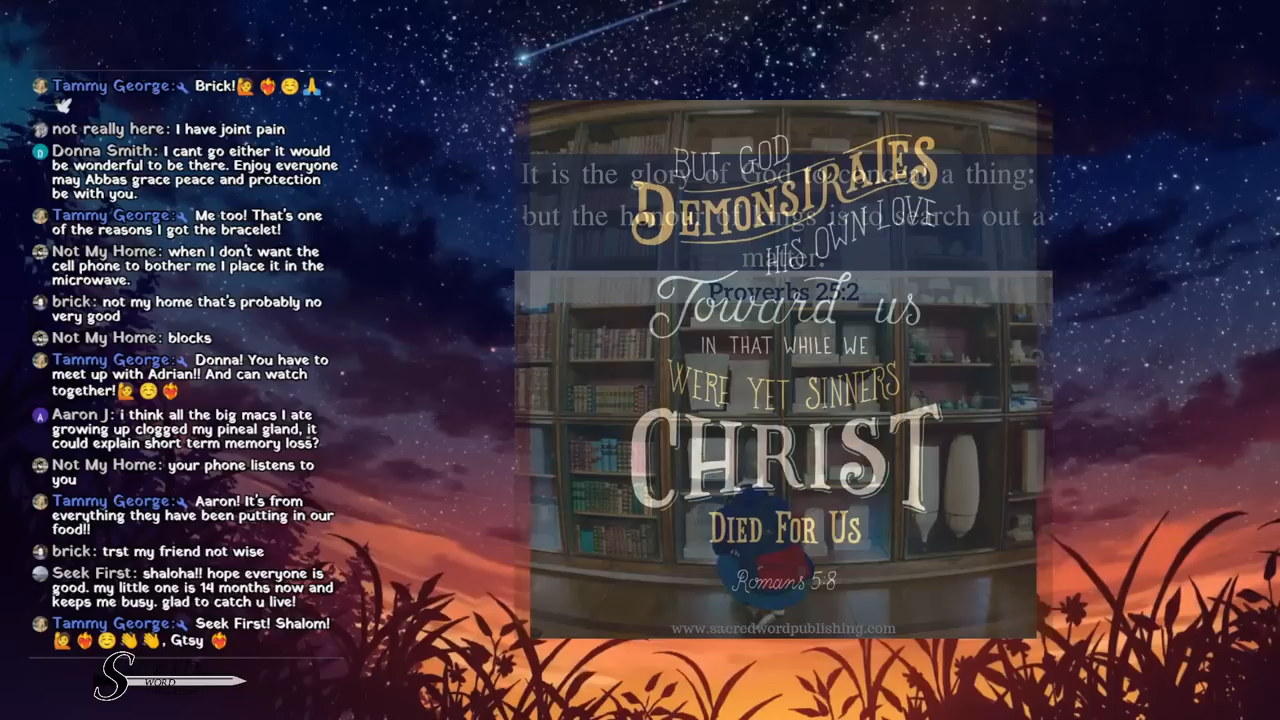 Tammy George: Brick!🙋❤️‍🔥☺️🙏
🕊️
not really here: I have joint pain
Donna Smith: I cant go either it would
be wonderful to be there. Enjoy everyone
may Abbas grace peace and protection
be with you.
Tammy George: Me too! That's one
of the reasons I got the bracelet!
Not My Home: when I don't want the
cell phone to bother me I place it in the
microwave.
brick: not my home that's probably no
very good
Not My Home: blocks
Tammy George: Donna! You have to
meet up with Adrian!! And can watch
together!🙋☺️❤️‍🔥
Aaron J: i think all the big macs I ate
growing up clogged my pineal gland, it
could explain short term memory loss?
Not My Home: your phone listens to
you
Tammy George: Aaron! It's from
everything they have been putting in our
food!!
brick: trst my friend not wise
Seek First: shaloha!! hope everyone is
good. my little one is 14 months now and
keeps me busy. glad to catch u live!
Tammy George: Seek First! Shalom!
🙋❤️‍🔥☺️👏👏, Gtsy ❤️‍🔥
SWORD
It is the glory of God to conceal a thing:
but the honour of kings is to search out a
matter.
Proverbs 25:2
BUT GOD
DEMONSTRATES
HIS OWN LOVE
Toward us
IN THAT WHILE WE
WERE YET SINNERS
CHRIST
DIED FOR US
Romans 5:8
www.sacredwordpublishing.com